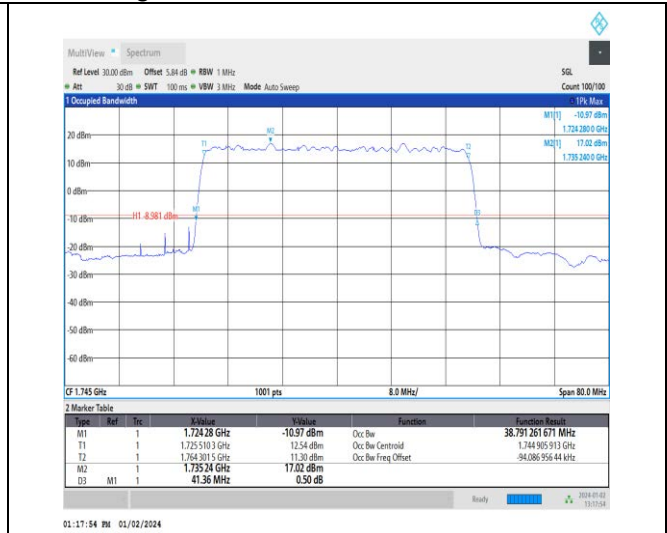 MultiView Spectrum
Ref Level 30.00 dBm Offset 5.84 dB RBW 1 MHz SGL
Att 30 dB SWT 100 ms VBW 3 MHz Mode Auto Sweep Count 100/100
1 Occupied Bandwidth 1Pk Max
M1[1] -10.97 dBm
1.724 280 0 GHz
M2[1] 17.02 dBm
1.735 240 0 GHz
20 dBm
M2
T1
T2
10 dBm
0 dBm
M1
D3
-10 dBm
H1 -8.981 dBm
-20 dBm
-30 dBm
-40 dBm
-50 dBm
-60 dBm
CF 1.745 GHz 1001 pts 8.0 MHz/ Span 80.0 MHz
2 Marker Table
Type Ref Trc X-Value Y-Value Function Function Result
M1 1 1.724 28 GHz -10.97 dBm Occ Bw 38.791 261 671 MHz
T1 1 1.725 510 3 GHz 12.54 dBm Occ Bw Centroid 1.744 905 913 GHz
T2 1 1.764 301 5 GHz 11.30 dBm Occ Bw Freq Offset -94.086 956 44 kHz
M2 1 1.735 24 GHz 17.02 dBm
D3 M1 1 41.36 MHz 0.50 dB
Ready 2024-01-02
13:17:54
01:17:54 PM 01/02/2024